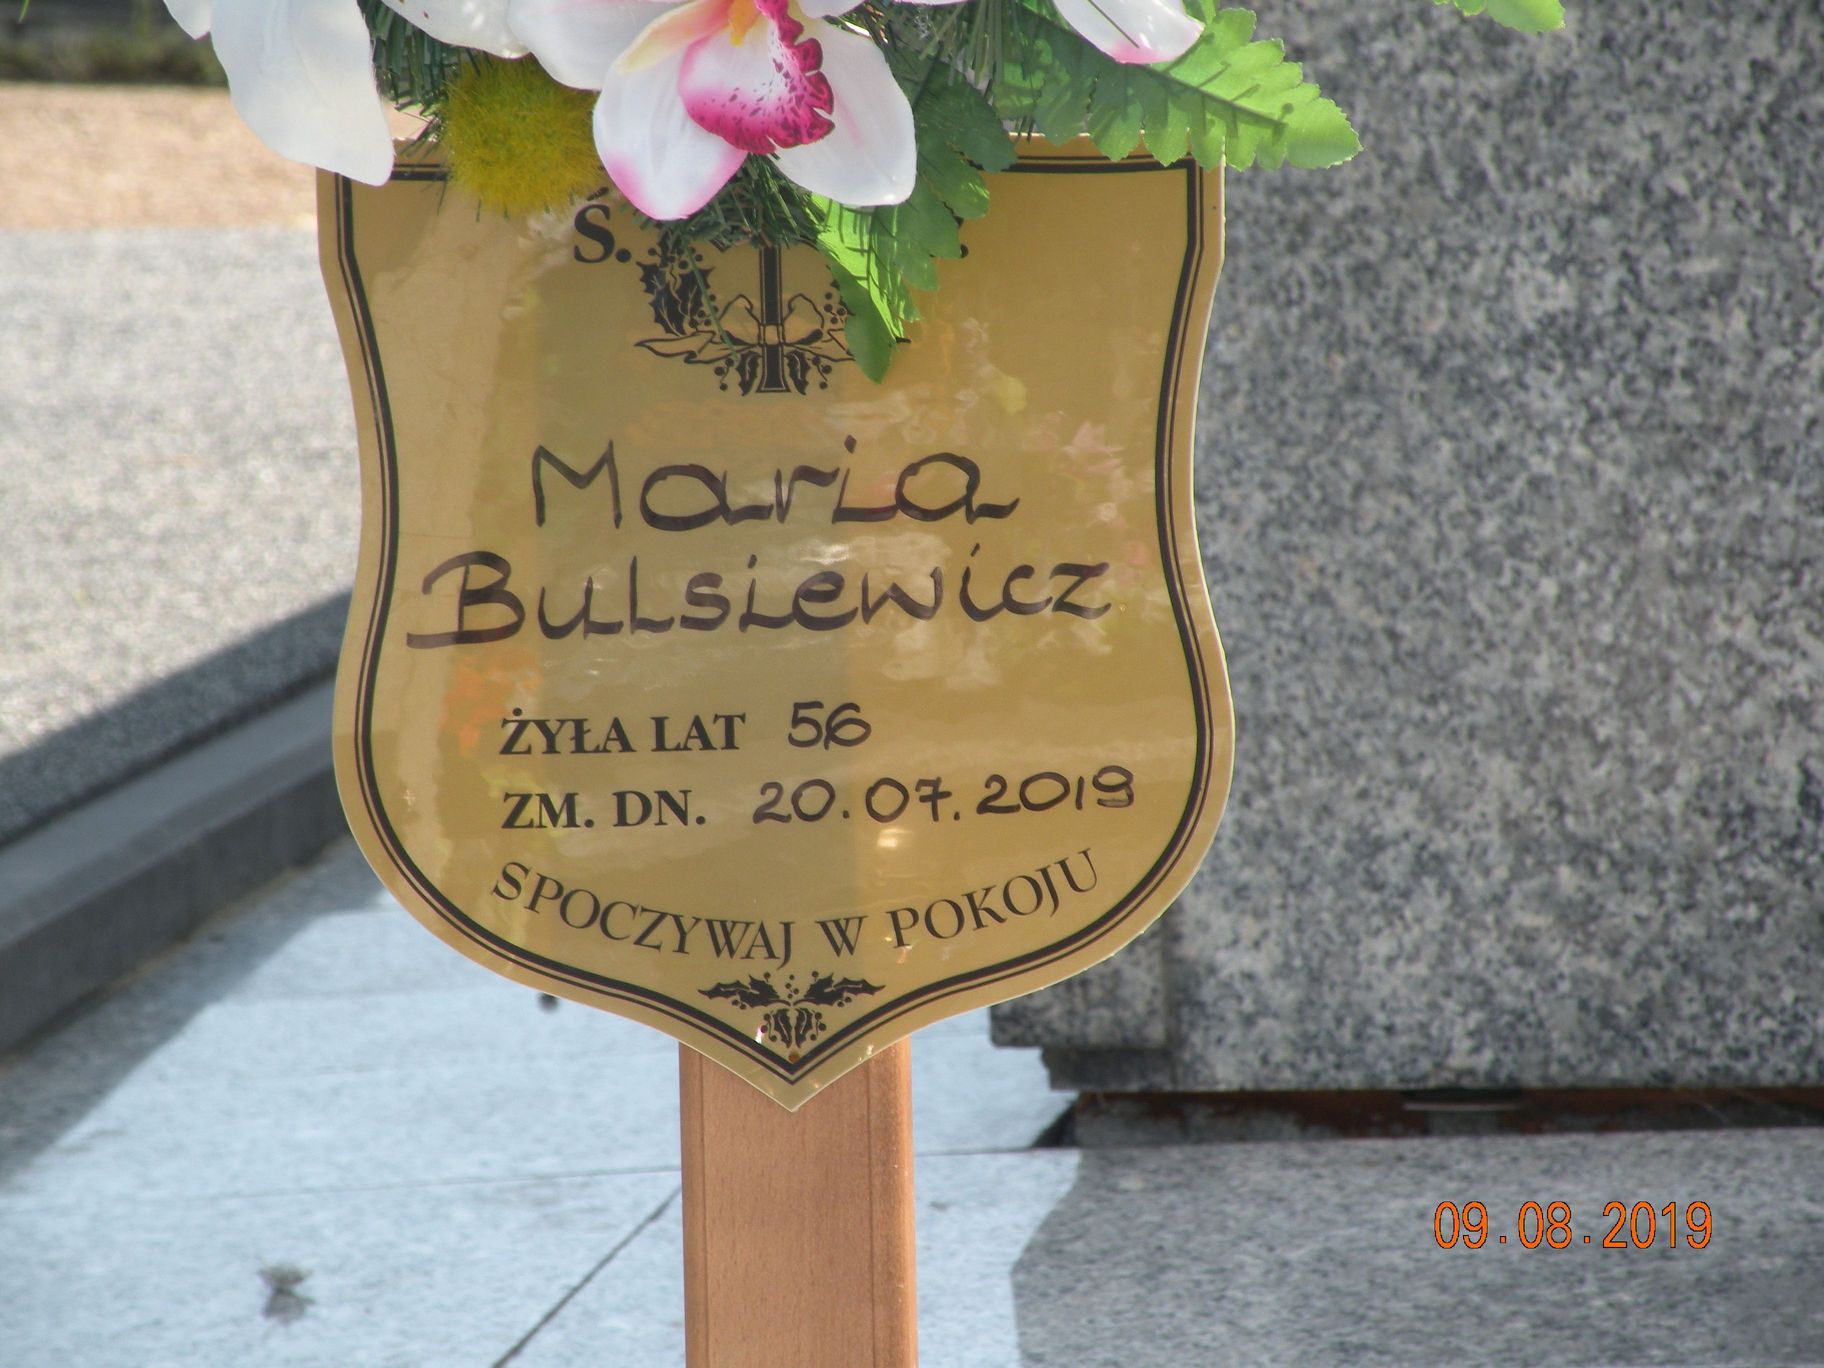 Ś.
Maria
Bulsiewicz
ŻYŁA LAT 56
ZM. DN. 20.07.2019
SPOCZYWAJ W POKOJU
09.08.2019